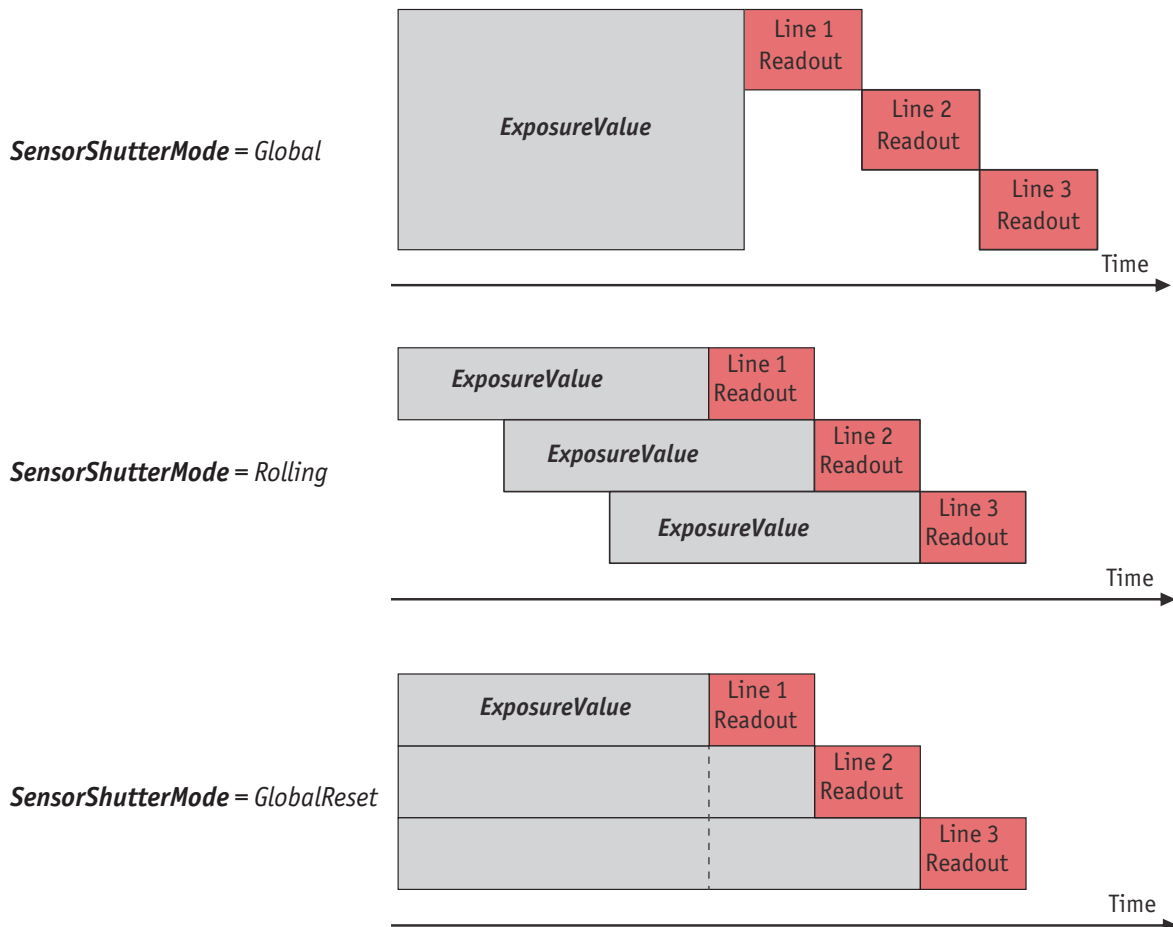 SensorShutterMode = Global
ExposureValue
Line 1
Readout
Line 2
Readout
Line 3
Readout
Time
SensorShutterMode = Rolling
ExposureValue
Line 1
Readout
ExposureValue
Line 2
Readout
ExposureValue
Line 3
Readout
Time
SensorShutterMode = GlobalReset
ExposureValue
Line 1
Readout
Line 2
Readout
Line 3
Readout
Time